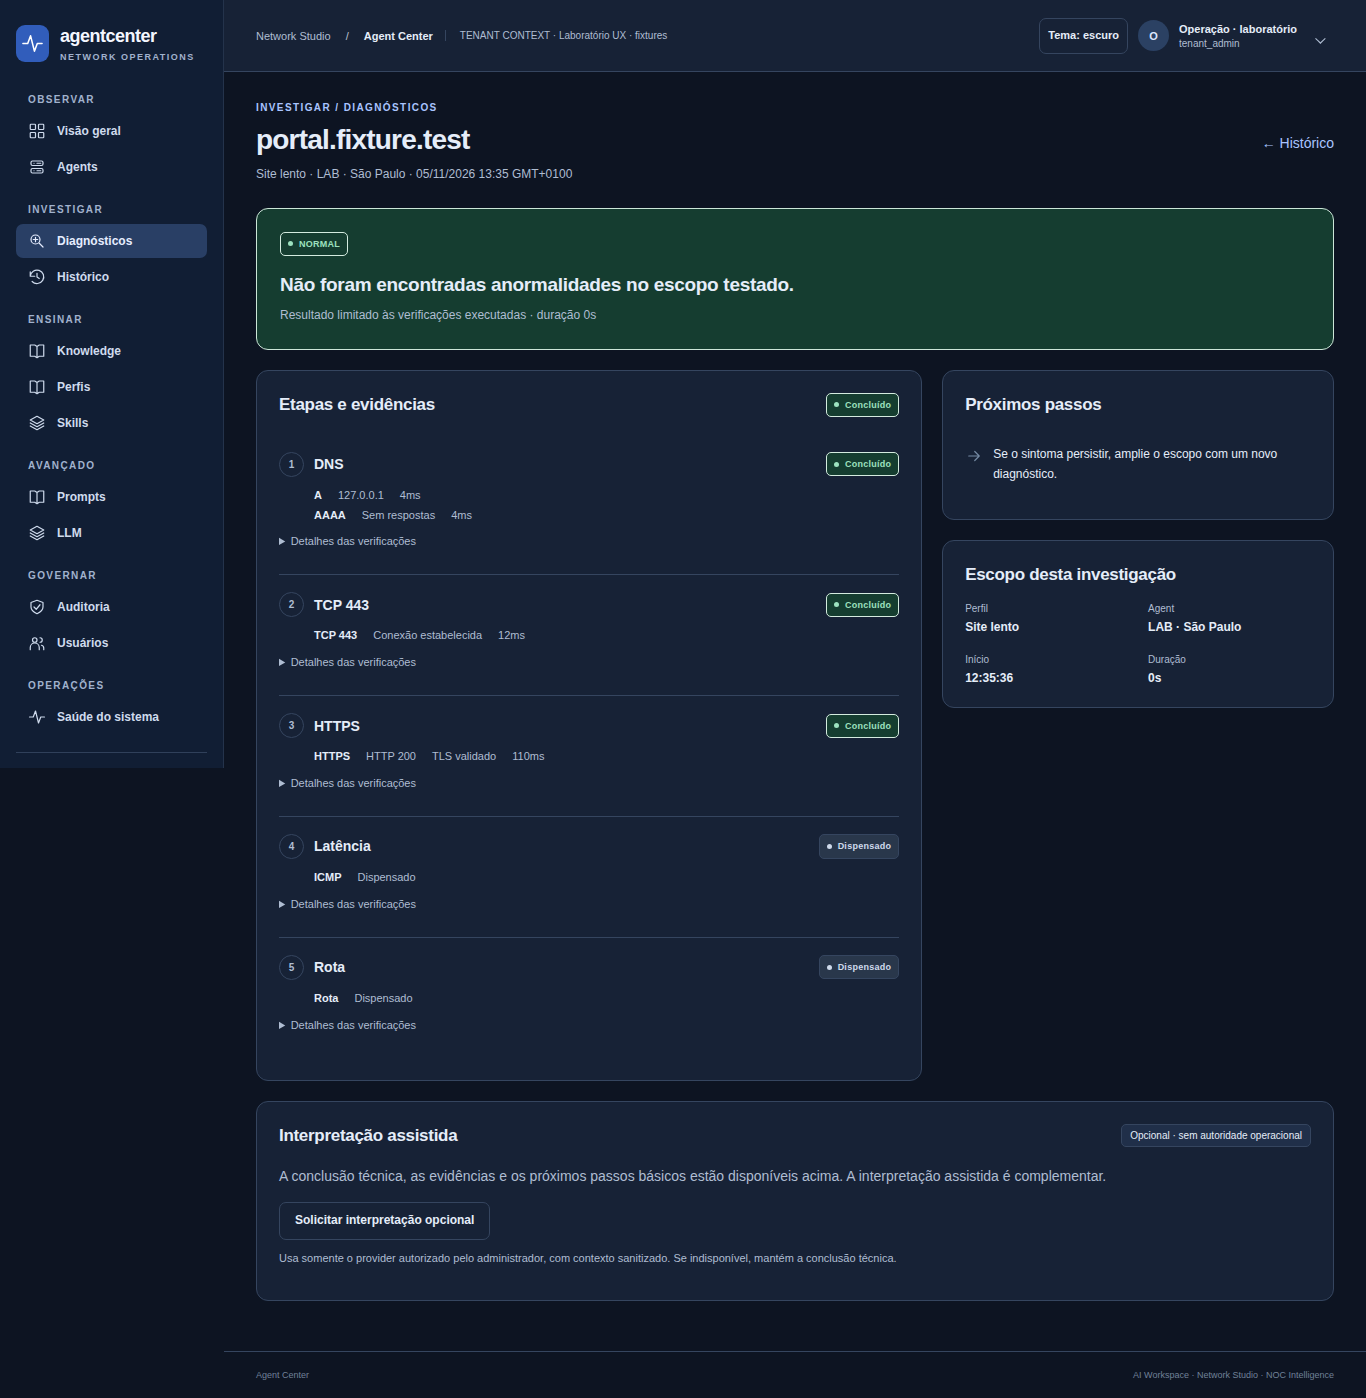 agentcenter
NETWORK OPERATIONS
OBSERVAR
Visão geral
Agents
INVESTIGAR
Diagnósticos
Histórico
ENSINAR
Knowledge
Perfis
Skills
AVANÇADO
Prompts
LLM
GOVERNAR
Auditoria
Usuários
OPERAÇÕES
Saúde do sistema
Network Studio / Agent Center TENANT CONTEXT · Laboratório UX · fixtures
Tema: escuro
O
Operação · laboratório
tenant_admin
INVESTIGAR / DIAGNÓSTICOS
portal.fixture.test
← Histórico
Site lento · LAB · São Paulo · 05/11/2026 13:35 GMT+0100
NORMAL
Não foram encontradas anormalidades no escopo testado.
Resultado limitado às verificações executadas · duração 0s
Etapas e evidências Concluído
1 DNS Concluído
A 127.0.0.1 4ms
AAAA Sem respostas 4ms
Detalhes das verificações
2 TCP 443 Concluído
TCP 443 Conexão estabelecida 12ms
Detalhes das verificações
3 HTTPS Concluído
HTTPS HTTP 200 TLS validado 110ms
Detalhes das verificações
4 Latência Dispensado
ICMP Dispensado
Detalhes das verificações
5 Rota Dispensado
Rota Dispensado
Detalhes das verificações
Próximos passos
Se o sintoma persistir, amplie o escopo com um novo
diagnóstico.
Escopo desta investigação
Perfil Agent
Site lento LAB · São Paulo
Início Duração
12:35:36 0s
Interpretação assistida Opcional · sem autoridade operacional
A conclusão técnica, as evidências e os próximos passos básicos estão disponíveis acima. A interpretação assistida é complementar.
Solicitar interpretação opcional
Usa somente o provider autorizado pelo administrador, com contexto sanitizado. Se indisponível, mantém a conclusão técnica.
Agent Center AI Workspace · Network Studio · NOC Intelligence